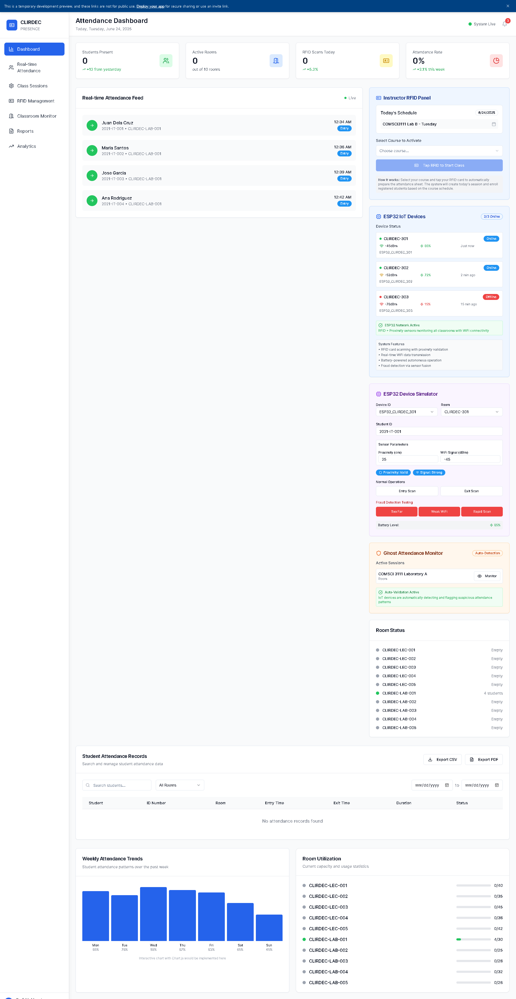 This is a temporary development preview, and these links are not for public use. Deploy your app for secure sharing or use an invite link.
CLIRDEC
PRESENCE
Dashboard
Real-time
Attendance
Class Sessions
RFID Management
Classroom Monitor
Reports
Analytics
Attendance Dashboard
Today, Tuesday, June 24, 2025
System Live
3
Students Present
0
+12 from yesterday
Active Rooms
0
out of 10 rooms
RFID Scans Today
0
+5.2%
Attendance Rate
0%
+2.1% this week
Real-time Attendance Feed
Live
Juan Dela Cruz
2021-IT-001 • CLIRDEC-LAB-001
12:34 AM
Entry
Maria Santos
2021-IT-002 • CLIRDEC-LAB-001
12:36 AM
Entry
Jose Garcia
2021-IT-003 • CLIRDEC-LAB-001
12:39 AM
Entry
Ana Rodriguez
2021-IT-004 • CLIRDEC-LAB-001
12:42 AM
Entry
Instructor RFID Panel
Today's Schedule
6/24/2025
COMSCI3111 Lab B - Tuesday
Select Course to Activate
Choose course...
Tap RFID to Start Class
How it works: Select your course and tap your RFID card to automatically
prepare the attendance sheet. The system will create today's session and enroll
registered students based on the course schedule.
ESP32 IoT Devices
2/3 Online
Device Status
CLIRDEC-301
Online
-45dBm
85%
Just now
ESP32_CLIRDEC_301
CLIRDEC-302
Online
-52dBm
72%
2 min ago
ESP32_CLIRDEC_302
CLIRDEC-303
Offline
-78dBm
15%
15 min ago
ESP32_CLIRDEC_303
ESP32 Network Active
RFID + Proximity sensors monitoring all classrooms with WiFi connectivity
System Features
• RFID card scanning with proximity validation
• Real-time WiFi data transmission
• Battery-powered autonomous operation
• Fraud detection via sensor fusion
ESP32 Device Simulator
Device ID
Room
ESP32_CLIRDEC_301
CLIRDEC-301
Student ID
2021-IT-001
Sensor Parameters
Proximity (cm)
WiFi Signal (dBm)
25
-45
Proximity: Valid
Signal: Strong
Normal Operations
Entry Scan
Exit Scan
Fraud Detection Testing
Too Far
Weak WiFi
Rapid Scan
Battery Level:
85%
Ghost Attendance Monitor
Auto-Detection
Active Sessions
COMSCI 3111 Laboratory A
Room
Monitor
Auto-Validation Active
IoT devices are automatically detecting and flagging suspicious attendance
patterns
Room Status
CLIRDEC-LEC-001
Empty
CLIRDEC-LEC-002
Empty
CLIRDEC-LEC-003
Empty
CLIRDEC-LEC-004
Empty
CLIRDEC-LEC-005
Empty
CLIRDEC-LAB-001
4 students
CLIRDEC-LAB-002
Empty
CLIRDEC-LAB-003
Empty
CLIRDEC-LAB-004
Empty
CLIRDEC-LAB-005
Empty
Student Attendance Records
Search and manage student attendance data
Export CSV
Export PDF
Search students...
All Rooms
mm/dd/yyyy
to
mm/dd/yyyy
Student
ID Number
Room
Entry Time
Exit Time
Duration
Status
No attendance records found
Weekly Attendance Trends
Student attendance patterns over the past week
Mon
Tue
Wed
Thu
Fri
Sat
Sun
85%
78%
92%
87%
83%
65%
45%
Interactive chart with Chart.js would be implemented here
Room Utilization
Current capacity and usage statistics
CLIRDEC-LEC-001
0/40
CLIRDEC-LEC-002
0/35
CLIRDEC-LEC-003
0/45
CLIRDEC-LEC-004
0/38
CLIRDEC-LEC-005
0/42
CLIRDEC-LAB-001
4/30
CLIRDEC-LAB-002
0/25
CLIRDEC-LAB-003
0/28
CLIRDEC-LAB-004
0/32
CLIRDEC-LAB-005
0/26